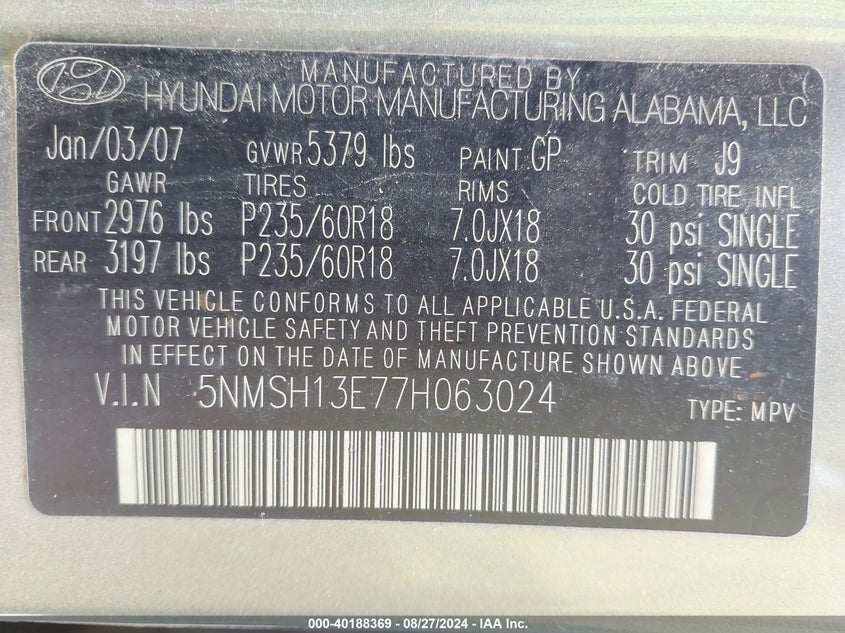 MANUFACTURED BY
HYUNDAI MOTOR MANUFACTURING ALABAMA, LLC
Jan/03/07 GVWR 5379 lbs PAINT: GP TRIM J9
GAWR TIRES RIMS COLD TIRE INFL
FRONT 2976 lbs P235/60R18 7.0JX18 30 psi SINGLE
REAR 3197 lbs P235/60R18 7.0JX18 30 psi SINGLE
THIS VEHICLE CONFORMS TO ALL APPLICABLE U.S.A. FEDERAL
MOTOR VEHICLE SAFETY AND THEFT PREVENTION STANDARDS
IN EFFECT ON THE DATE OF MANUFACTURE SHOWN ABOVE
V.I.N 5NMSH13E77H063024 TYPE: MPV
000-40188369 - 08/27/2024 - IAA Inc.